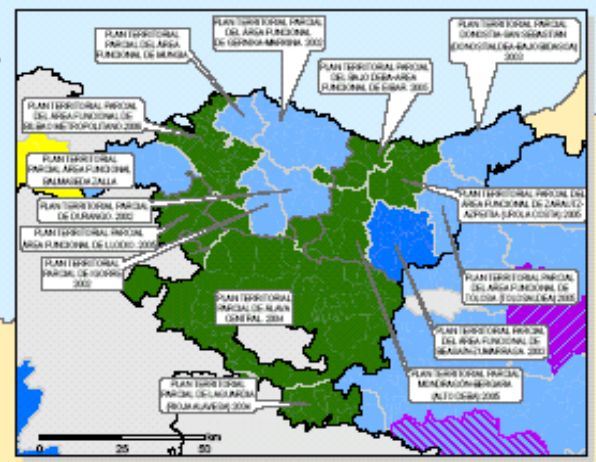 PLAN TERRITORIAL
PARCIAL DEL ÁREA
FUNCIONAL DE MUNGIA
PLAN TERRITORIAL
PARCIAL DEL ÁREA
FUNCIONAL
DE GERNIKA-MARKINA. 2002
PLAN TERRITORIAL PARCIAL
DONOSTIA-SAN SEBASTIÁN
(DONOSTIALDEA-BAJO BIDASOA)
2003
PLAN TERRITORIAL PARCIAL
DEL BAJO DEBA-AREA
FUNCIONAL DE EIBAR. 2005
PLAN TERRITORIAL PARCIAL
DEL ÁREA FUNCIONAL DE
BILBAO METROPOLITANO. 2005
PLAN TERRITORIAL
PARCIAL AREA FUNCIONAL
BALMASEDA-ZALLA
PLAN TERRITORIAL PARCIAL
DE DURANGO. 2002
PLAN TERRITORIAL PARCIAL
AREA FUNCIONAL DE LLODIO. 2005
PLAN TERRITORIAL
PARCIAL DE IGORRE
2002
PLAN TERRITORIAL PARCIAL DEL
ÁREA FUNCIONAL DE ZARAUTZ-
AZPEITIA (UROLA COSTA) 2005
PLAN TERRITORIAL PARCIAL
DEL ÁREA FUNCIONAL DE
TOLOSA (TOLOSALDEA) 2005
PLAN TERRITORIAL PARCIAL
DEL ÁREA FUNCIONAL DE
BEASAIN-ZUMARRAGA. 2003
PLAN TERRITORIAL
PARCIAL DE ALAVA
CENTRAL. 2004
PLAN TERRITORIAL PARCIAL
MONDRAGÓN-BERGARA
(ALTO DEBA) 2005
PLAN TERRITORIAL
PARCIAL DE LAGUARDIA
(RIOJA ALAVESA) 2004
0 25 50
Km